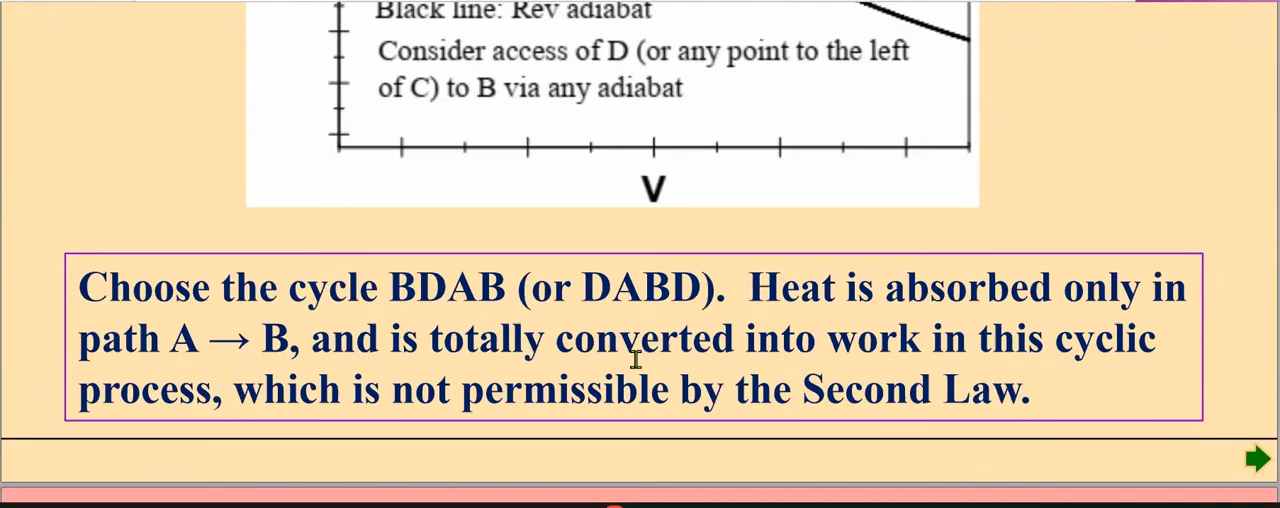 Black line: Rev adiabat
Consider access of D (or any point to the left
of C) to B via any adiabat
V
Choose the cycle BDAB (or DABD). Heat is absorbed only in
path A → B, and is totally converted into work in this cyclic
process, which is not permissible by the Second Law.